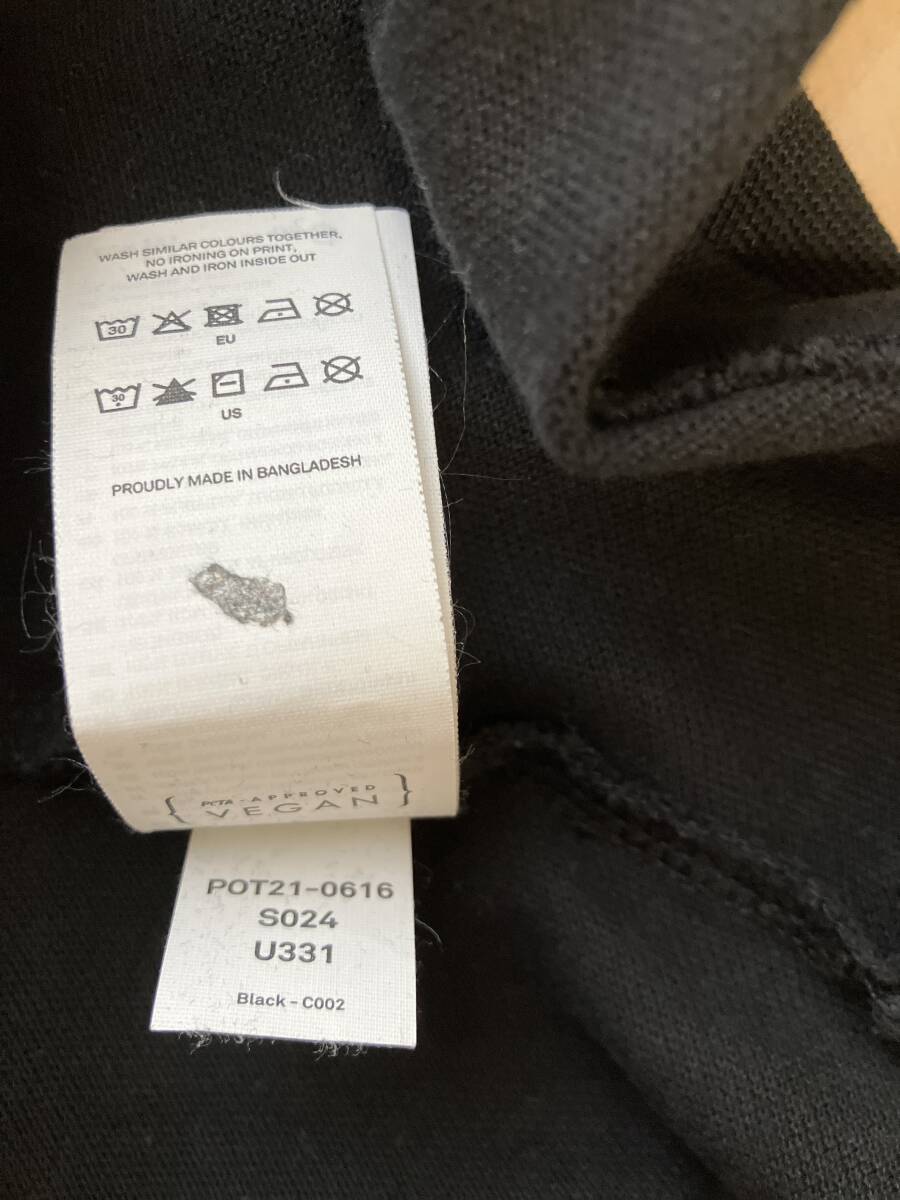 WASH SIMILAR COLOURS TOGETHER.
NO IRONING ON PRINT,
WASH AND IRON INSIDE OUT
30
EU
30
US
PROUDLY MADE IN BANGLADESH
{ PETA-APPROVED }
VEGAN
POT21-0616
S024
U331
Black - C002